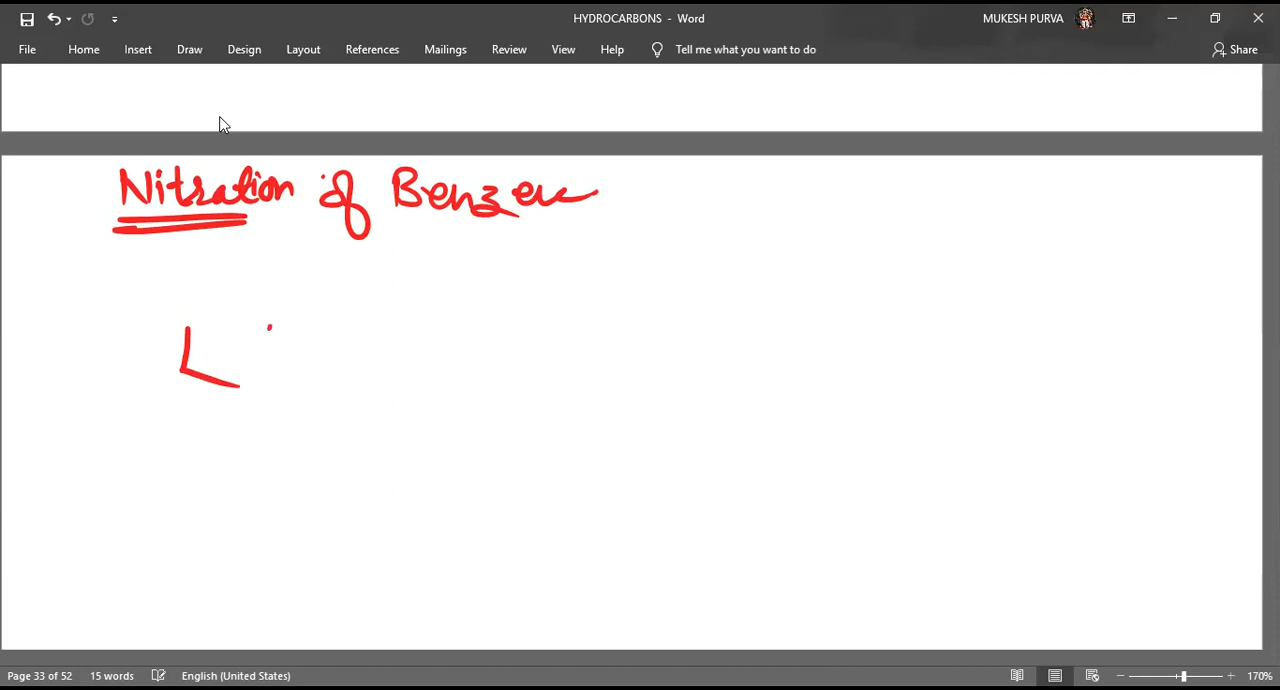 HYDROCARBONS - Word
MUKESH PURVA
File Home Insert Draw Design Layout References Mailings Review View Help Tell me what you want to do Share
Nitration of Benzene
Page 33 of 52 15 words English (United States) 170%